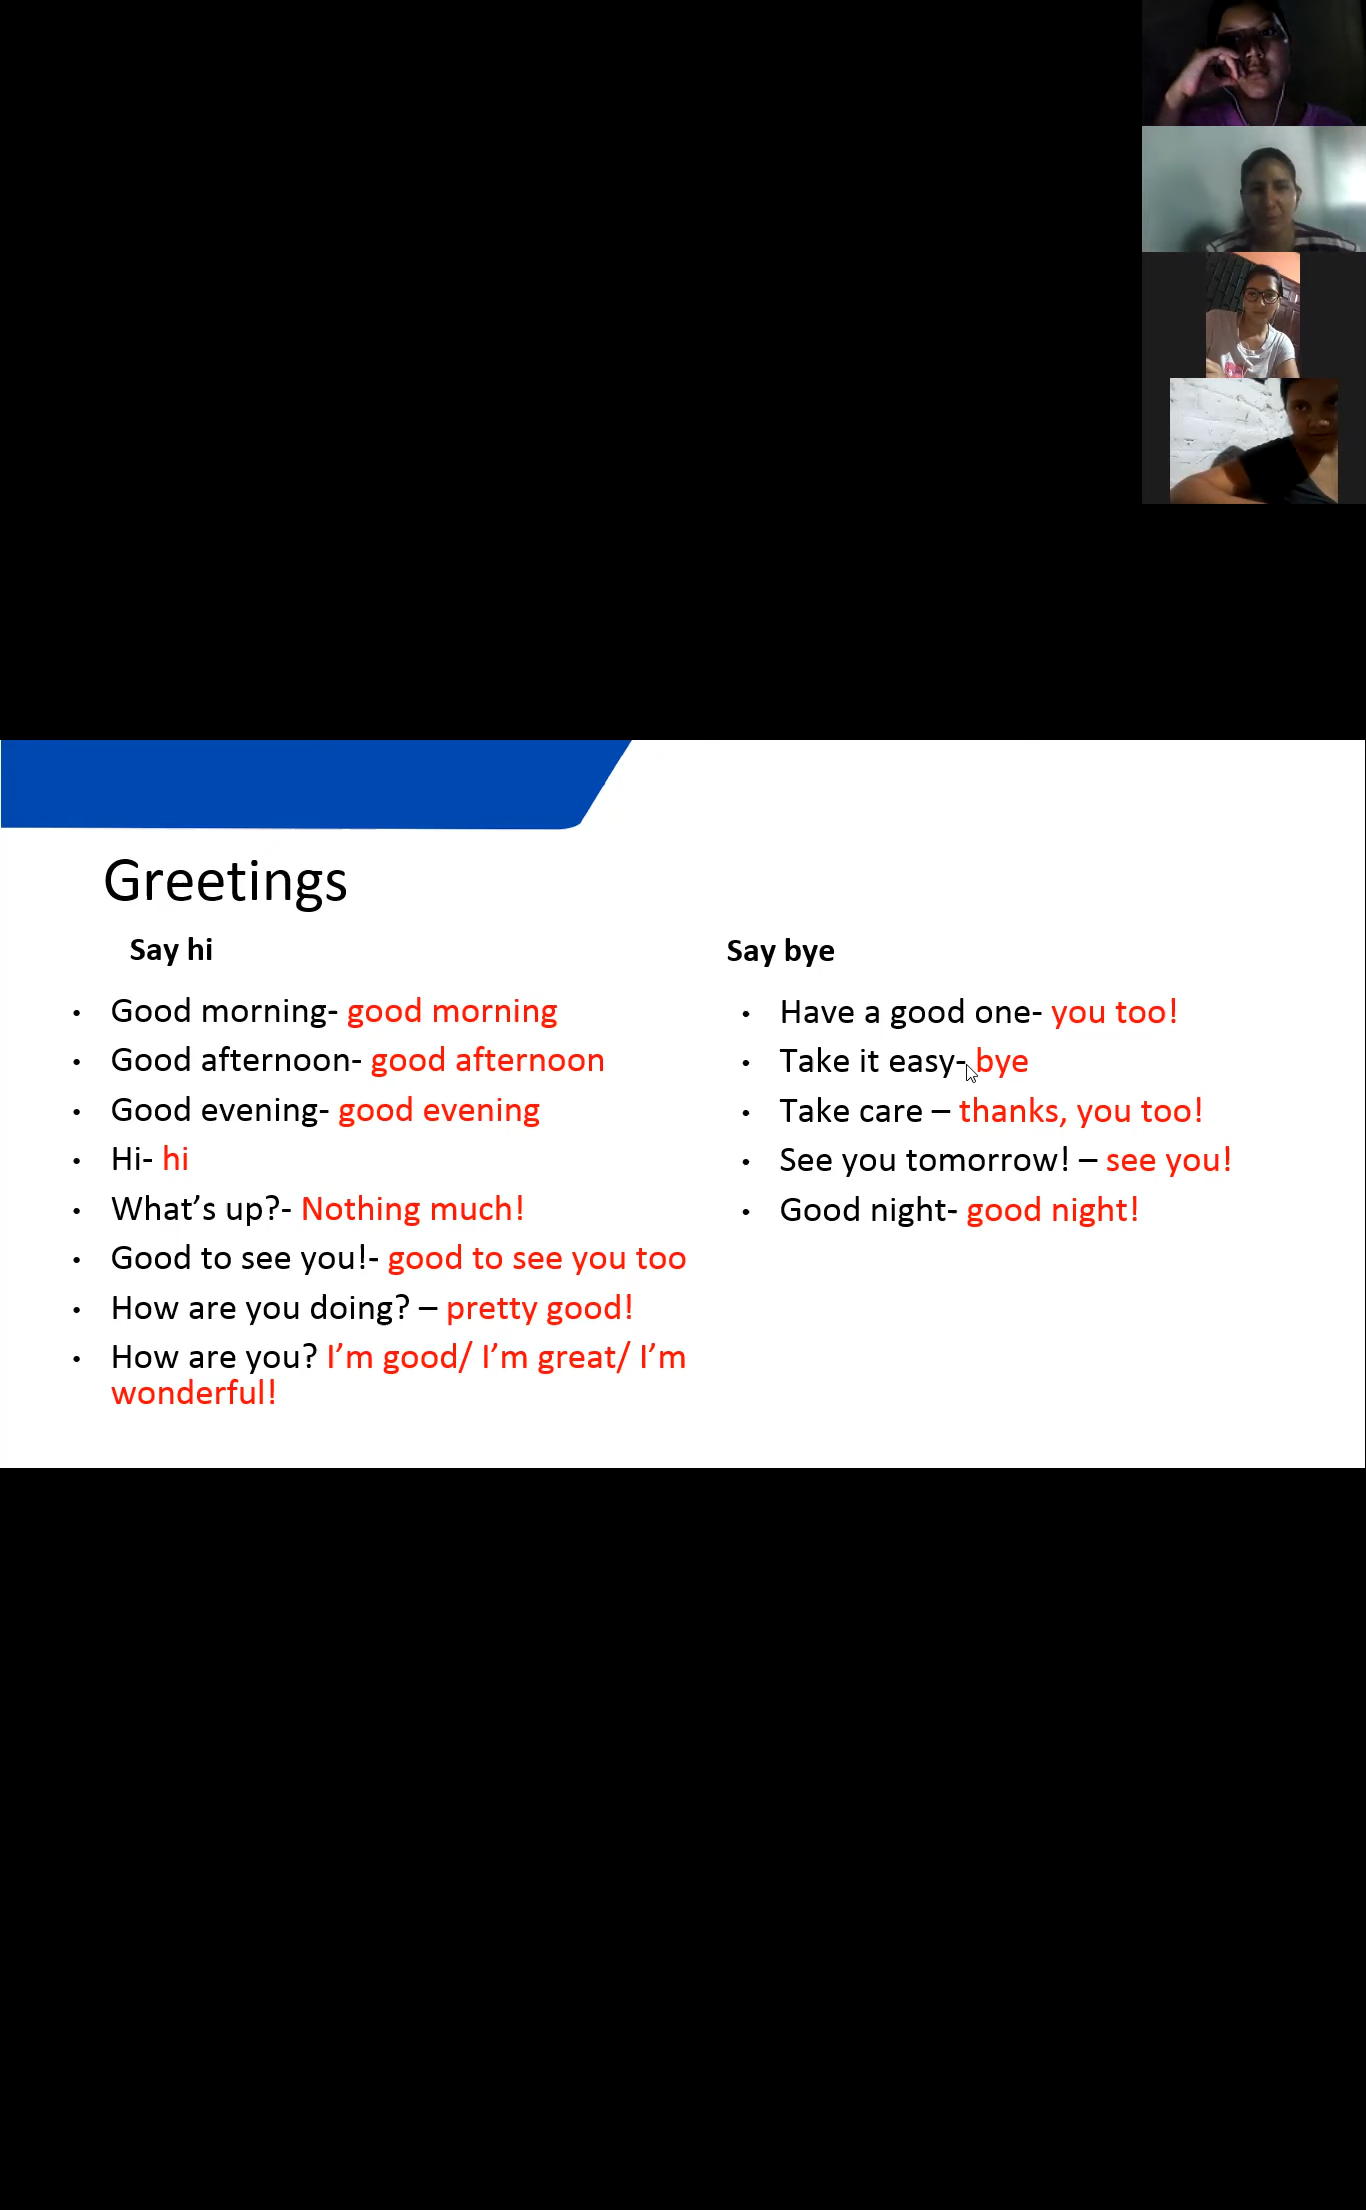 Greetings
Say hi
Good morning- good morning
Good afternoon- good afternoon
Good evening- good evening
Hi- hi
What's up?- Nothing much!
Good to see you!- good to see you too
How are you doing? – pretty good!
How are you? I'm good/ I'm great/ I'm
wonderful!
Say bye
Have a good one- you too!
Take it easy- bye
Take care – thanks, you too!
See you tomorrow! – see you!
Good night- good night!